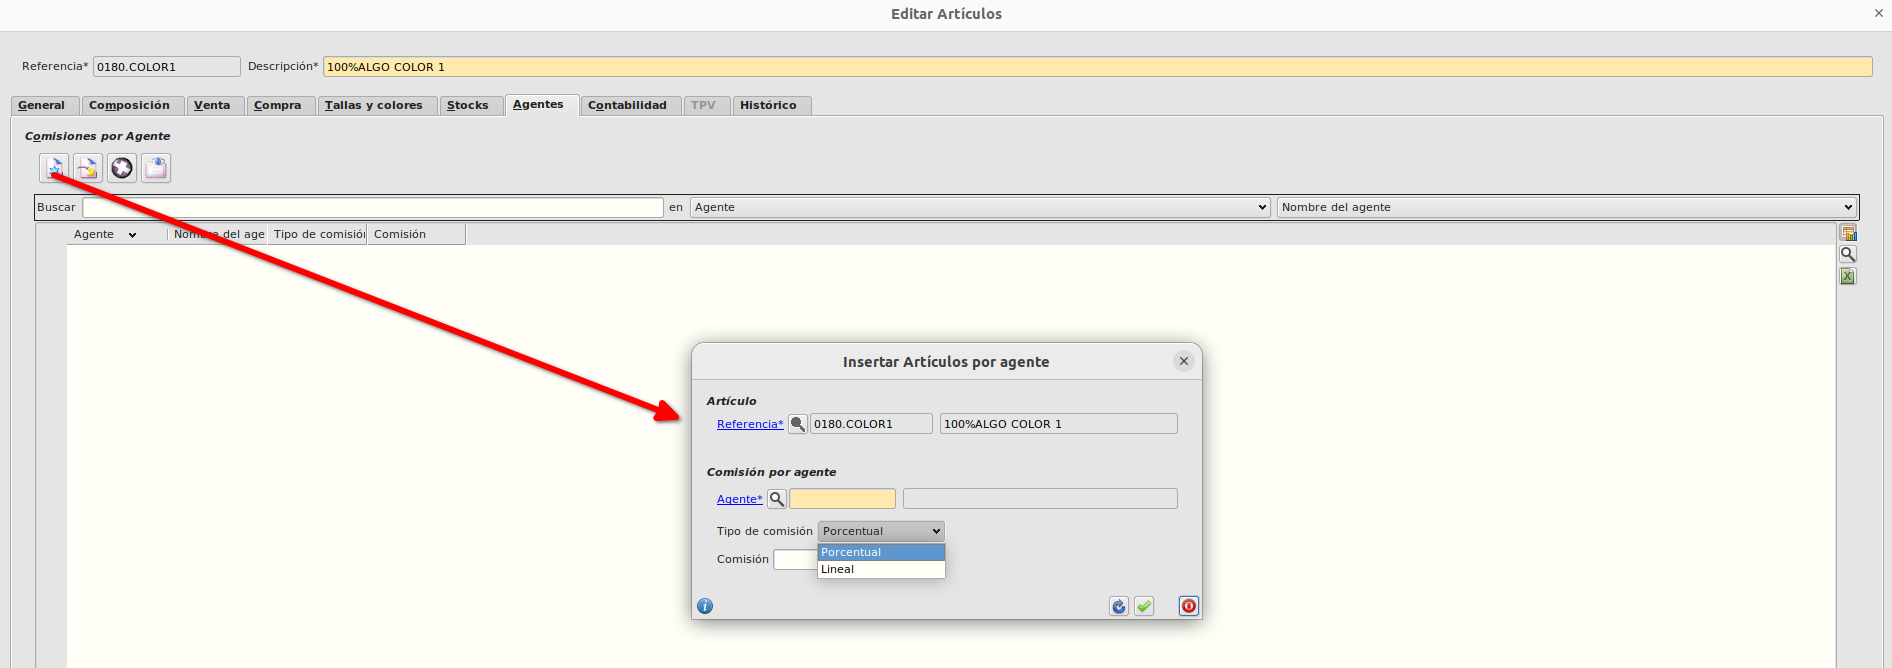 Editar Artículos
Referencia* 0180.COLOR1 Descripción* 100%ALGO COLOR 1
General Composición Venta Compra Tallas y colores Stocks Agentes Contabilidad TPV Histórico
Comisiones por Agente
Buscar en Agente Nombre del agente
Agente Nombre del age Tipo de comisión Comisión
Insertar Artículos por agente
Artículo
Referencia* 0180.COLOR1 100%ALGO COLOR 1
Comisión por agente
Agente*
Tipo de comisión Porcentual
Porcentual
Comisión
Lineal